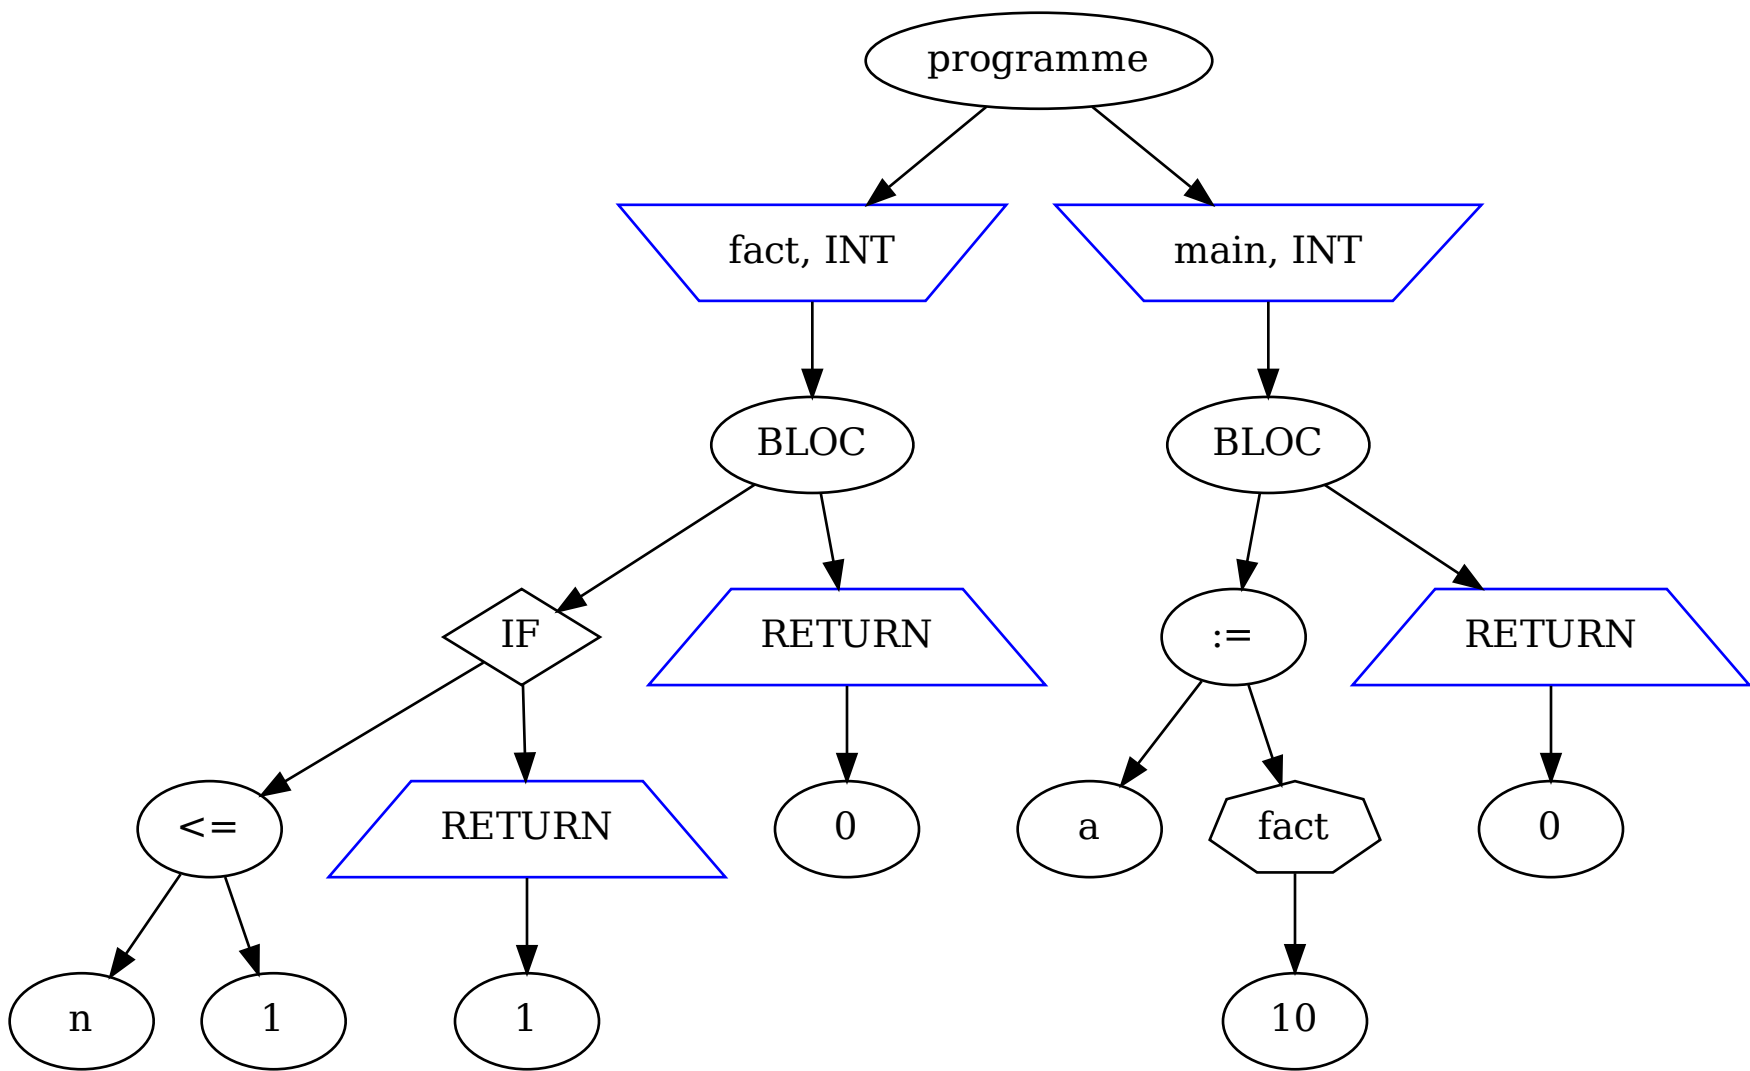 programme
fact, INT
main, INT
BLOC
BLOC
IF
RETURN
:=
RETURN
<=
RETURN
0
a
fact
0
n
1
1
10